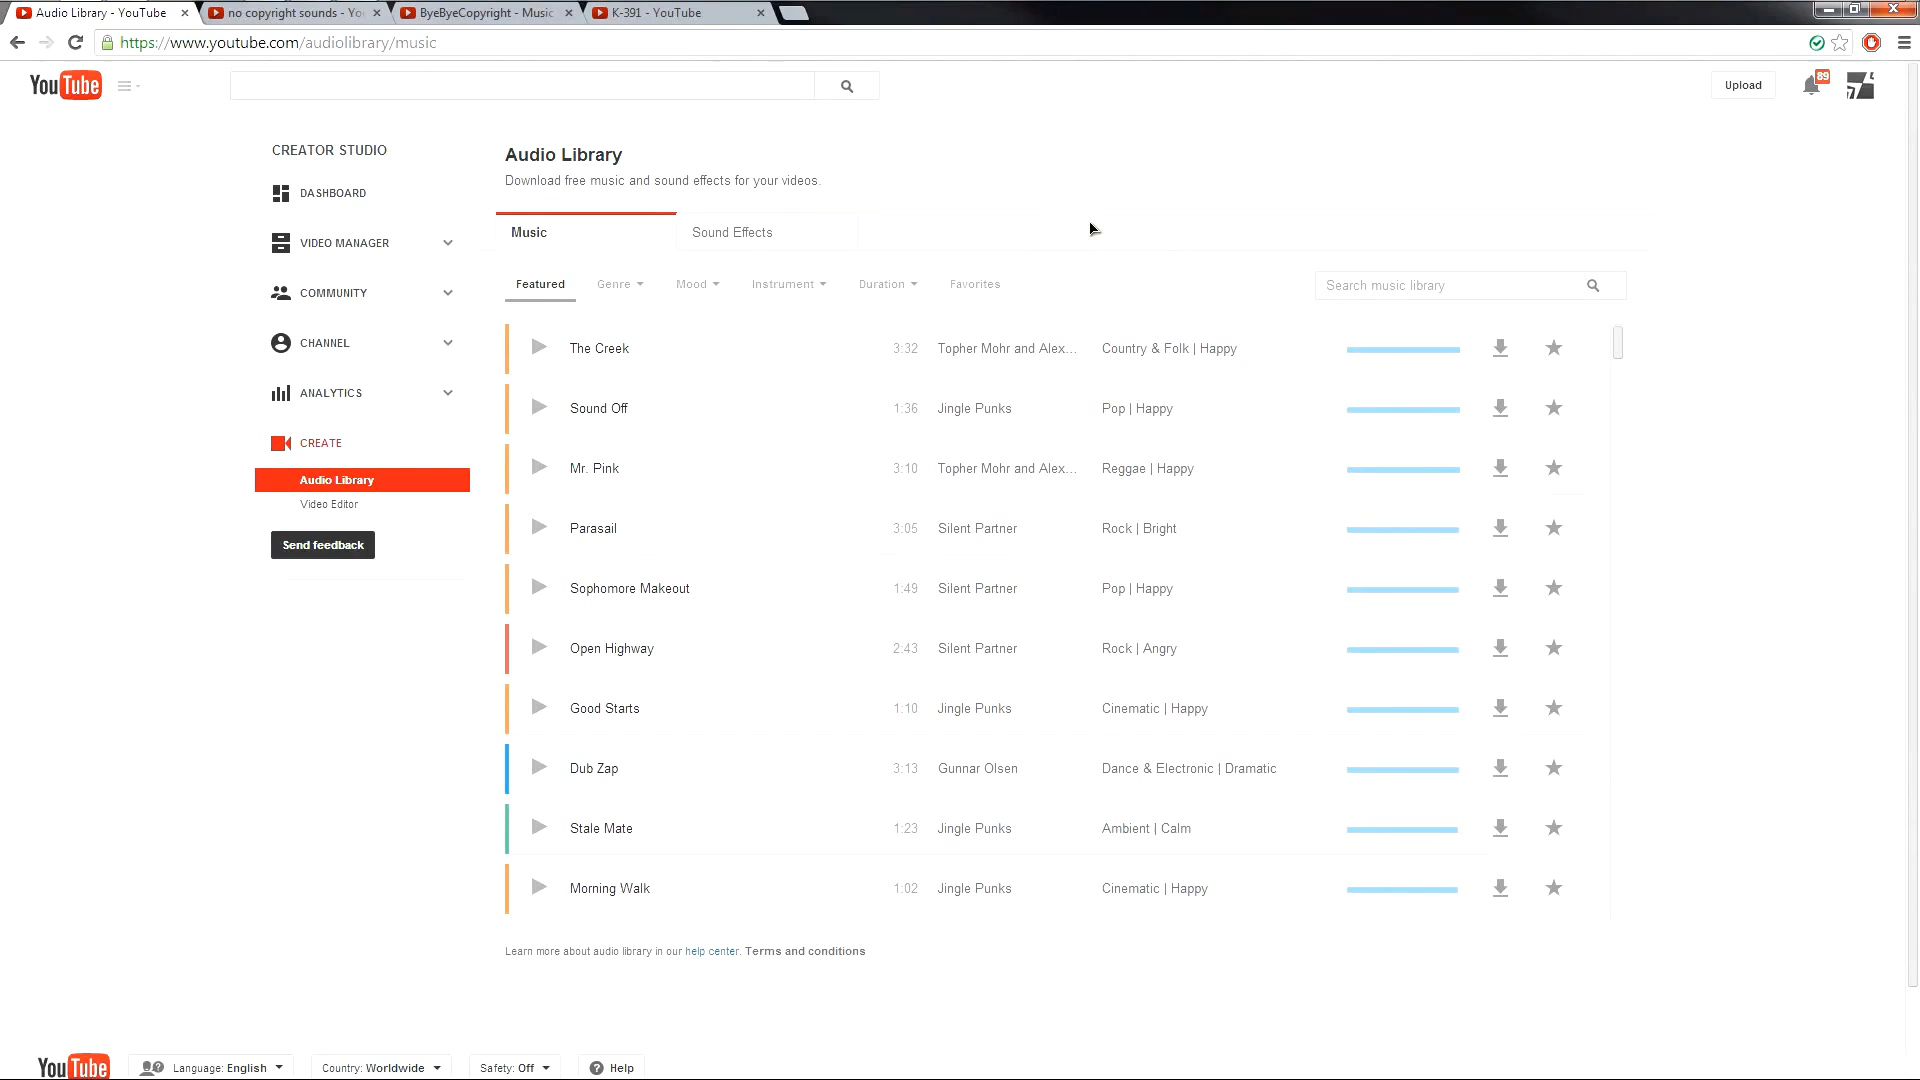 Audio Library - YouTube
no copyright sounds - Yo
ByeByeCopyright - Music
K-391 - YouTube
https://www.youtube.com/audiolibrary/music
YouTube
Upload
89
CREATOR STUDIO
DASHBOARD
VIDEO MANAGER
COMMUNITY
CHANNEL
ANALYTICS
CREATE
Audio Library
Video Editor
Send feedback
Audio Library
Download free music and sound effects for your videos.
Music
Sound Effects
Featured Genre Mood Instrument Duration Favorites
Search music library
The Creek 3:32 Topher Mohr and Alex... Country & Folk | Happy
Sound Off 1:36 Jingle Punks Pop | Happy
Mr. Pink 3:10 Topher Mohr and Alex... Reggae | Happy
Parasail 3:05 Silent Partner Rock | Bright
Sophomore Makeout 1:49 Silent Partner Pop | Happy
Open Highway 2:43 Silent Partner Rock | Angry
Good Starts 1:10 Jingle Punks Cinematic | Happy
Dub Zap 3:13 Gunnar Olsen Dance & Electronic | Dramatic
Stale Mate 1:23 Jingle Punks Ambient | Calm
Morning Walk 1:02 Jingle Punks Cinematic | Happy
Learn more about audio library in our help center. Terms and conditions
YouTube Language: English Country: Worldwide Safety: Off Help